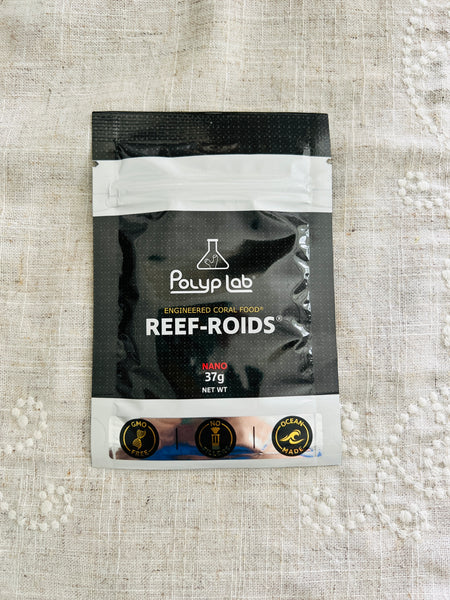 Polyp Lab
ENGINEERED CORAL FOOD®
REEF-ROIDS®
NANO
37g
NET WT
GMO FREE
NO
OCEAN MADE